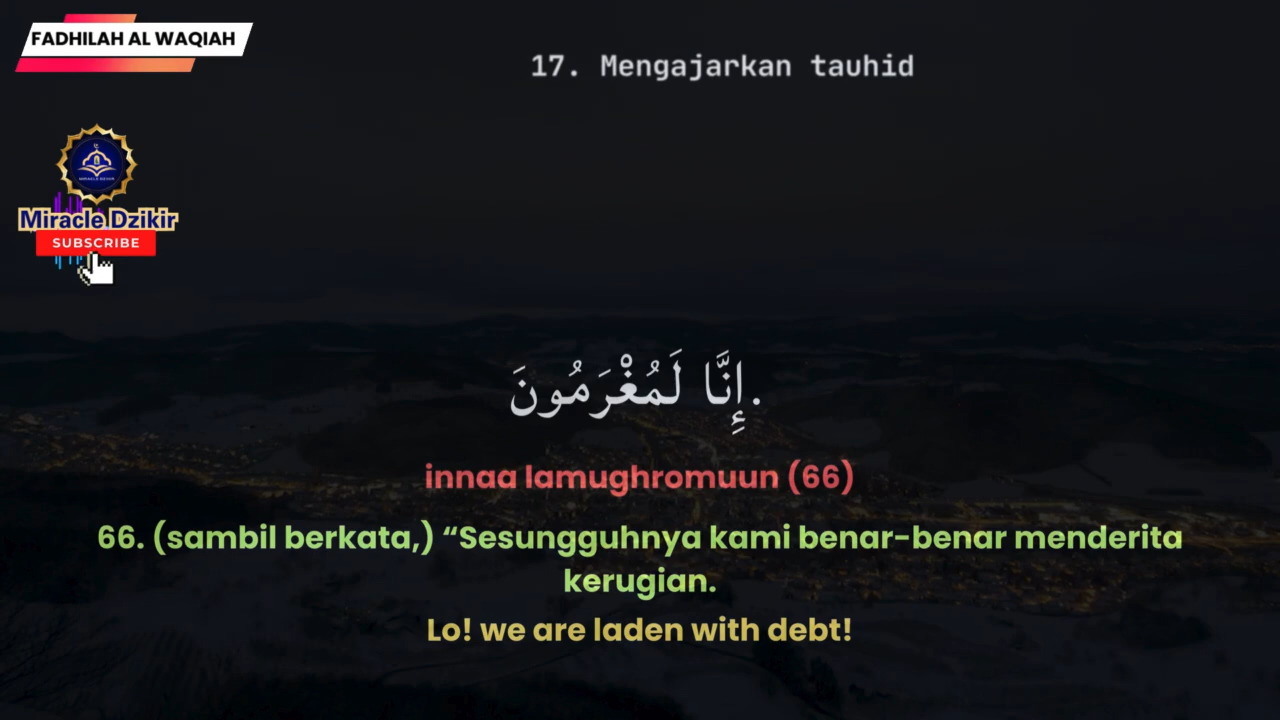 FADHILAH AL WAQIAH
17. Mengajarkan tauhid
Miracle Dzikir
SUBSCRIBE
إِنَّا لَمُغْرَمُونَ.
innaa lamughromuun (66)
66. (sambil berkata,) “Sesungguhnya kami benar-benar menderita
kerugian.
Lo! we are laden with debt!